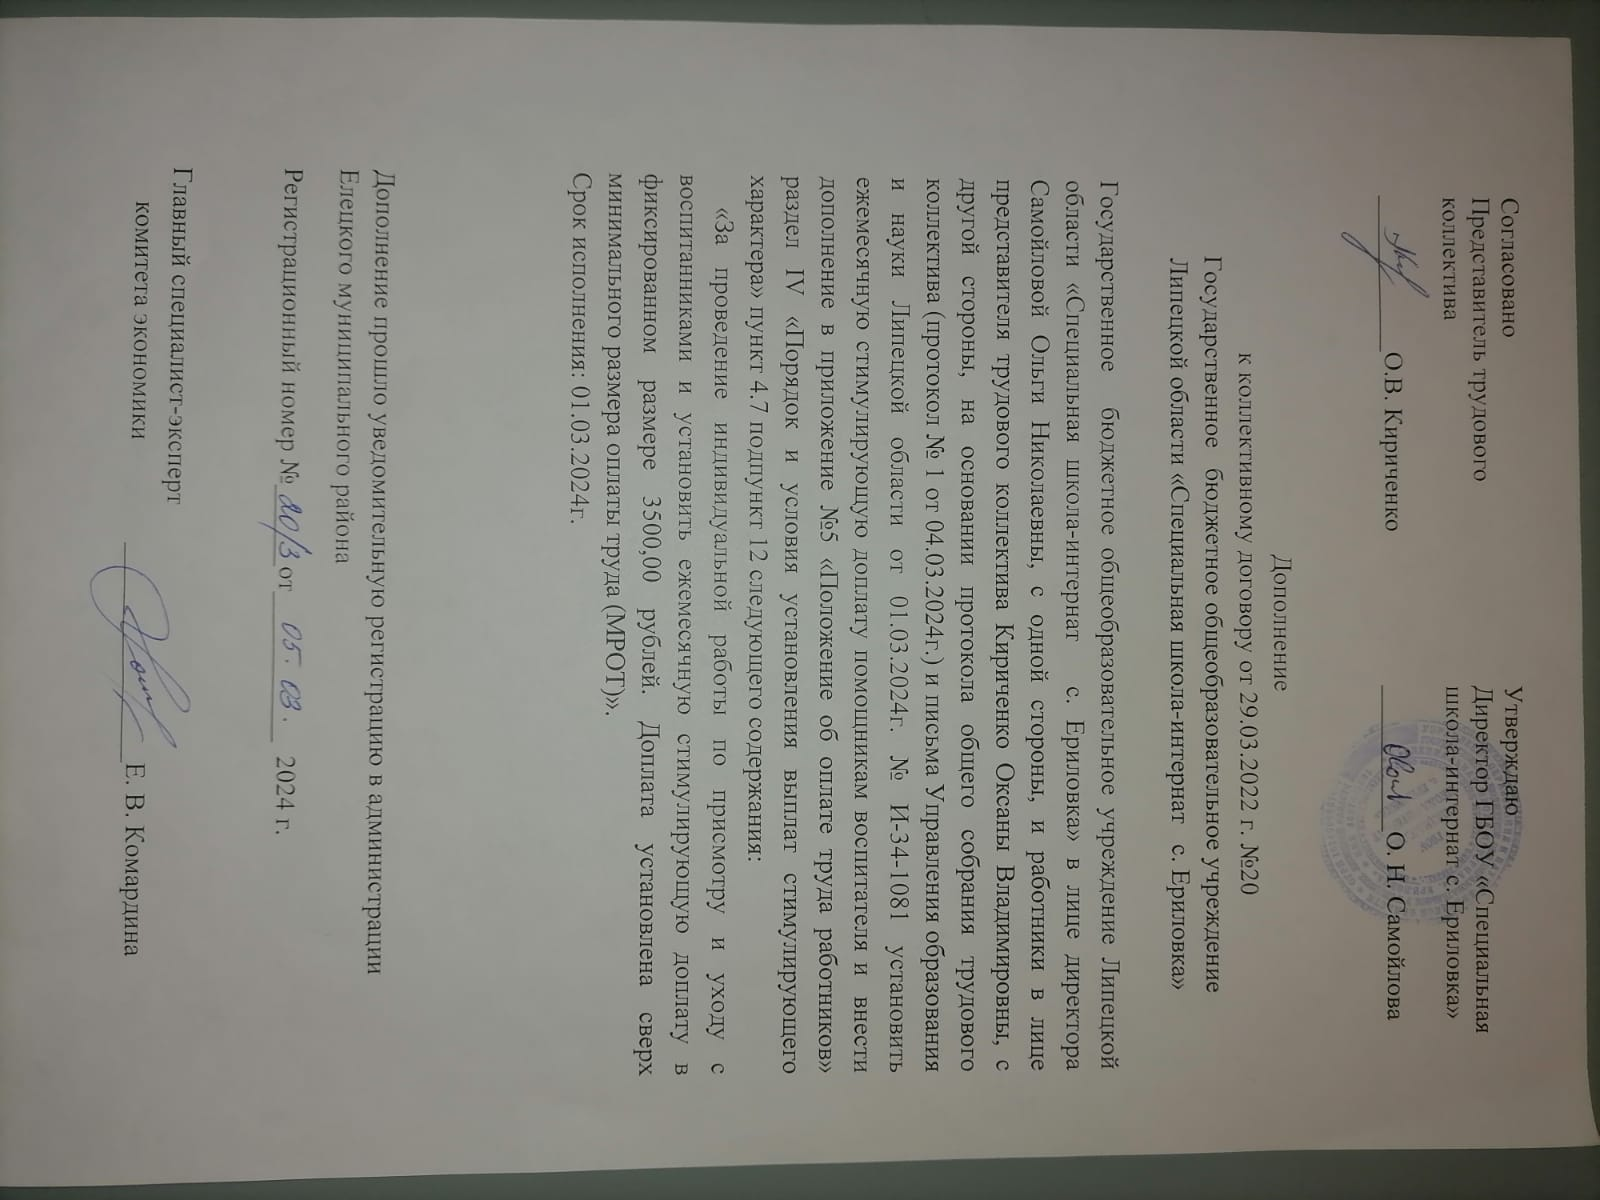 Согласовано
Представитель трудового
коллектива
О.В. Кириченко
Утверждаю
Директор ГБОУ «Специальная
школа-интернат с. Ериловка»
О. Н. Самойлова
Дополнение
к коллективному договору от 29.03.2022 г. №20
Государственное бюджетное общеобразовательное учреждение
Липецкой области «Специальная школа-интернат с. Ериловка»
Государственное бюджетное общеобразовательное учреждение Липецкой
области «Специальная школа-интернат с. Ериловка» в лице директора
Самойловой Ольги Николаевны, с одной стороны, и работники в лице
представителя трудового коллектива Кириченко Оксаны Владимировны, с
другой стороны, на основании протокола общего собрания трудового
коллектива (протокол № 1 от 04.03.2024г.) и письма Управления образования
и науки Липецкой области от 01.03.2024г. № И-34-1081 установить
ежемесячную стимулирующую доплату помощникам воспитателя и внести
дополнение в приложение №5 «Положение об оплате труда работников»
раздел IV «Порядок и условия установления выплат стимулирующего
характера» пункт 4.7 подпункт 12 следующего содержания:
«За проведение индивидуальной работы по присмотру и уходу с
воспитанниками и установить ежемесячную стимулирующую доплату в
фиксированном размере 3500,00 рублей. Доплата установлена сверх
минимального размера оплаты труда (МРОТ)».
Срок исполнения: 01.03.2024г.
Дополнение прошло уведомительную регистрацию в администрации
Елецкого муниципального района
Регистрационный номер № 20/3 от 05.03. 2024 г.
Главный специалист-эксперт
комитета экономики
Е. В. Комардина